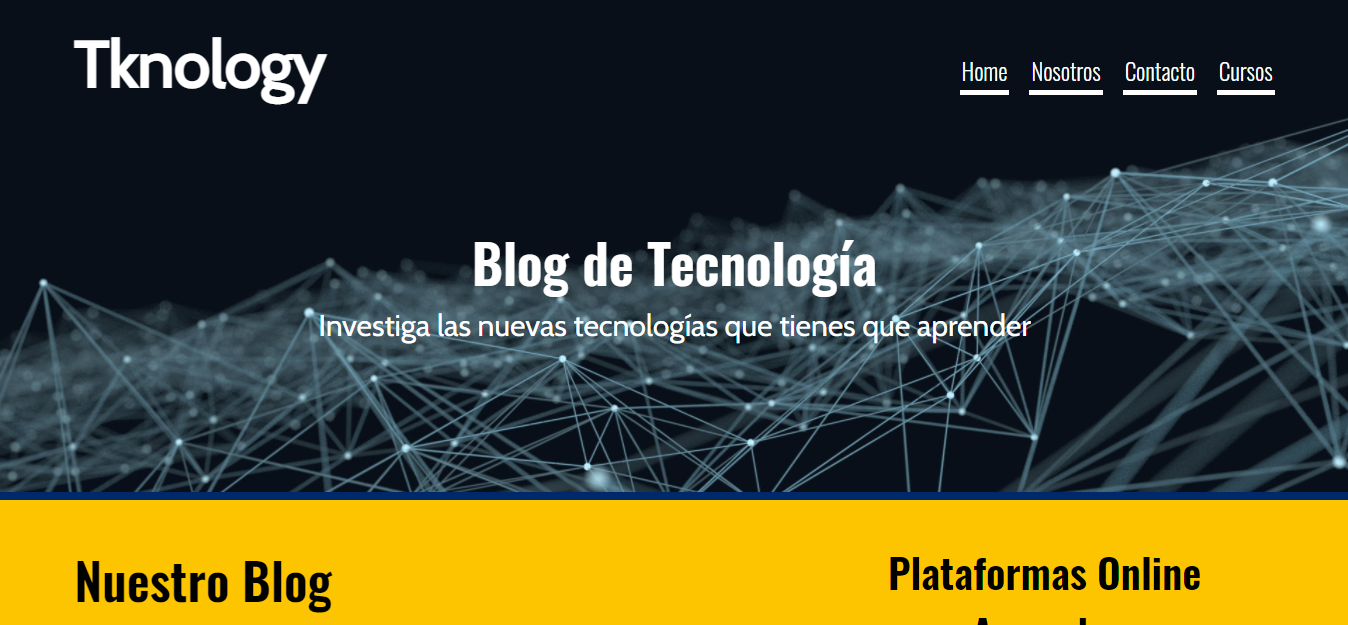 Tknology
Home Nosotros Contacto Cursos
Blog de Tecnología
Investiga las nuevas tecnologías que tienes que aprender
Nuestro Blog
Plataformas Online